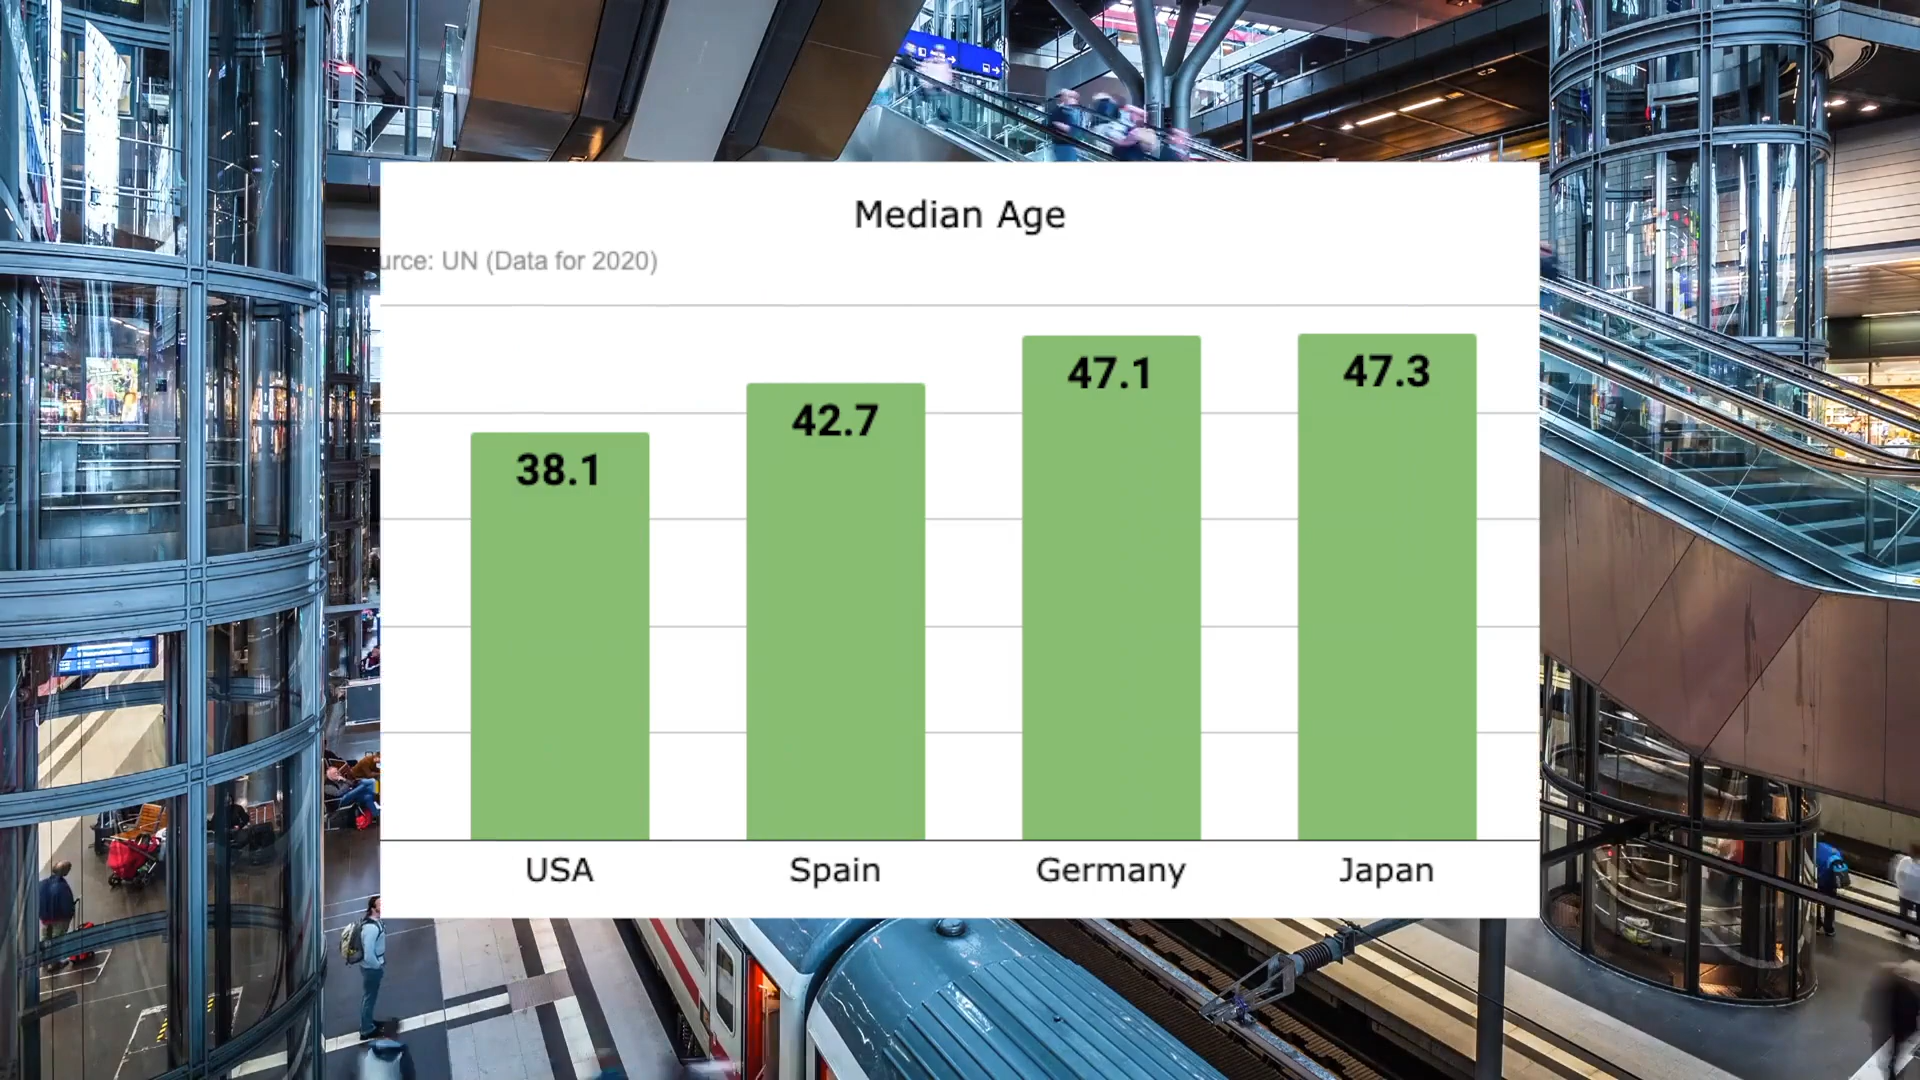 Median Age
urce: UN (Data for 2020)
38.1
42.7
47.1
47.3
USA
Spain
Germany
Japan